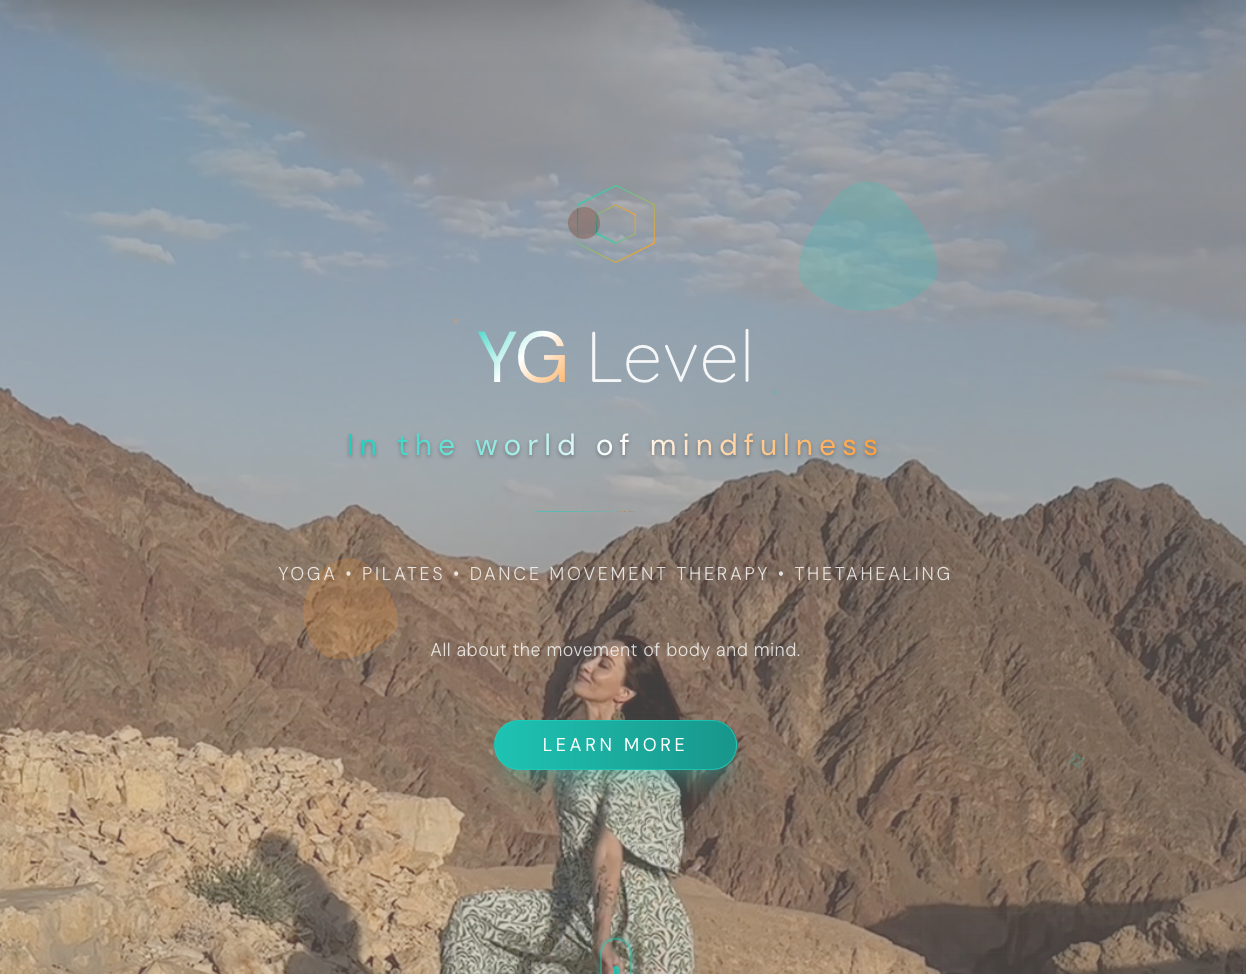 YG Level
In the world of mindfulness
YOGA • PILATES • DANCE MOVEMENT THERAPY • THETAHEALING
All about the movement of body and mind.
LEARN MORE